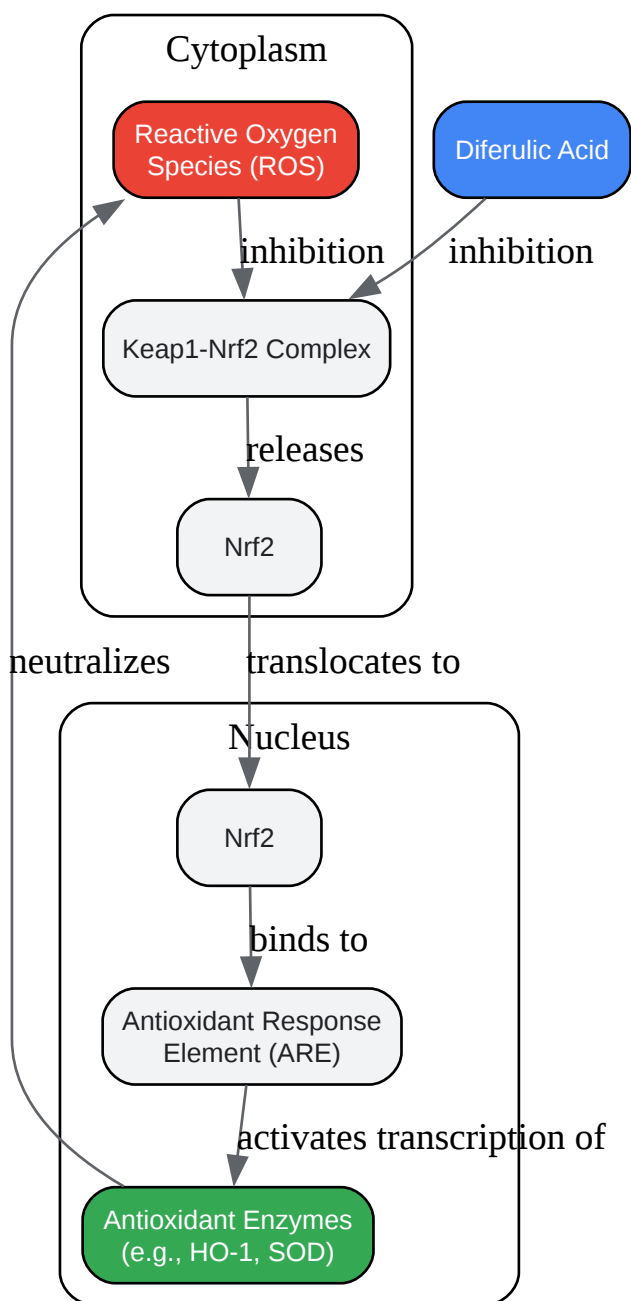 Cytoplasm
Reactive Oxygen
Species (ROS)
Diferulic Acid
inhibition
inhibition
Keap1-Nrf2 Complex
releases
Nrf2
neutralizes
translocates to
Nucleus
Nrf2
binds to
Antioxidant Response
Element (ARE)
activates transcription of
Antioxidant Enzymes
(e.g., HO-1, SOD)